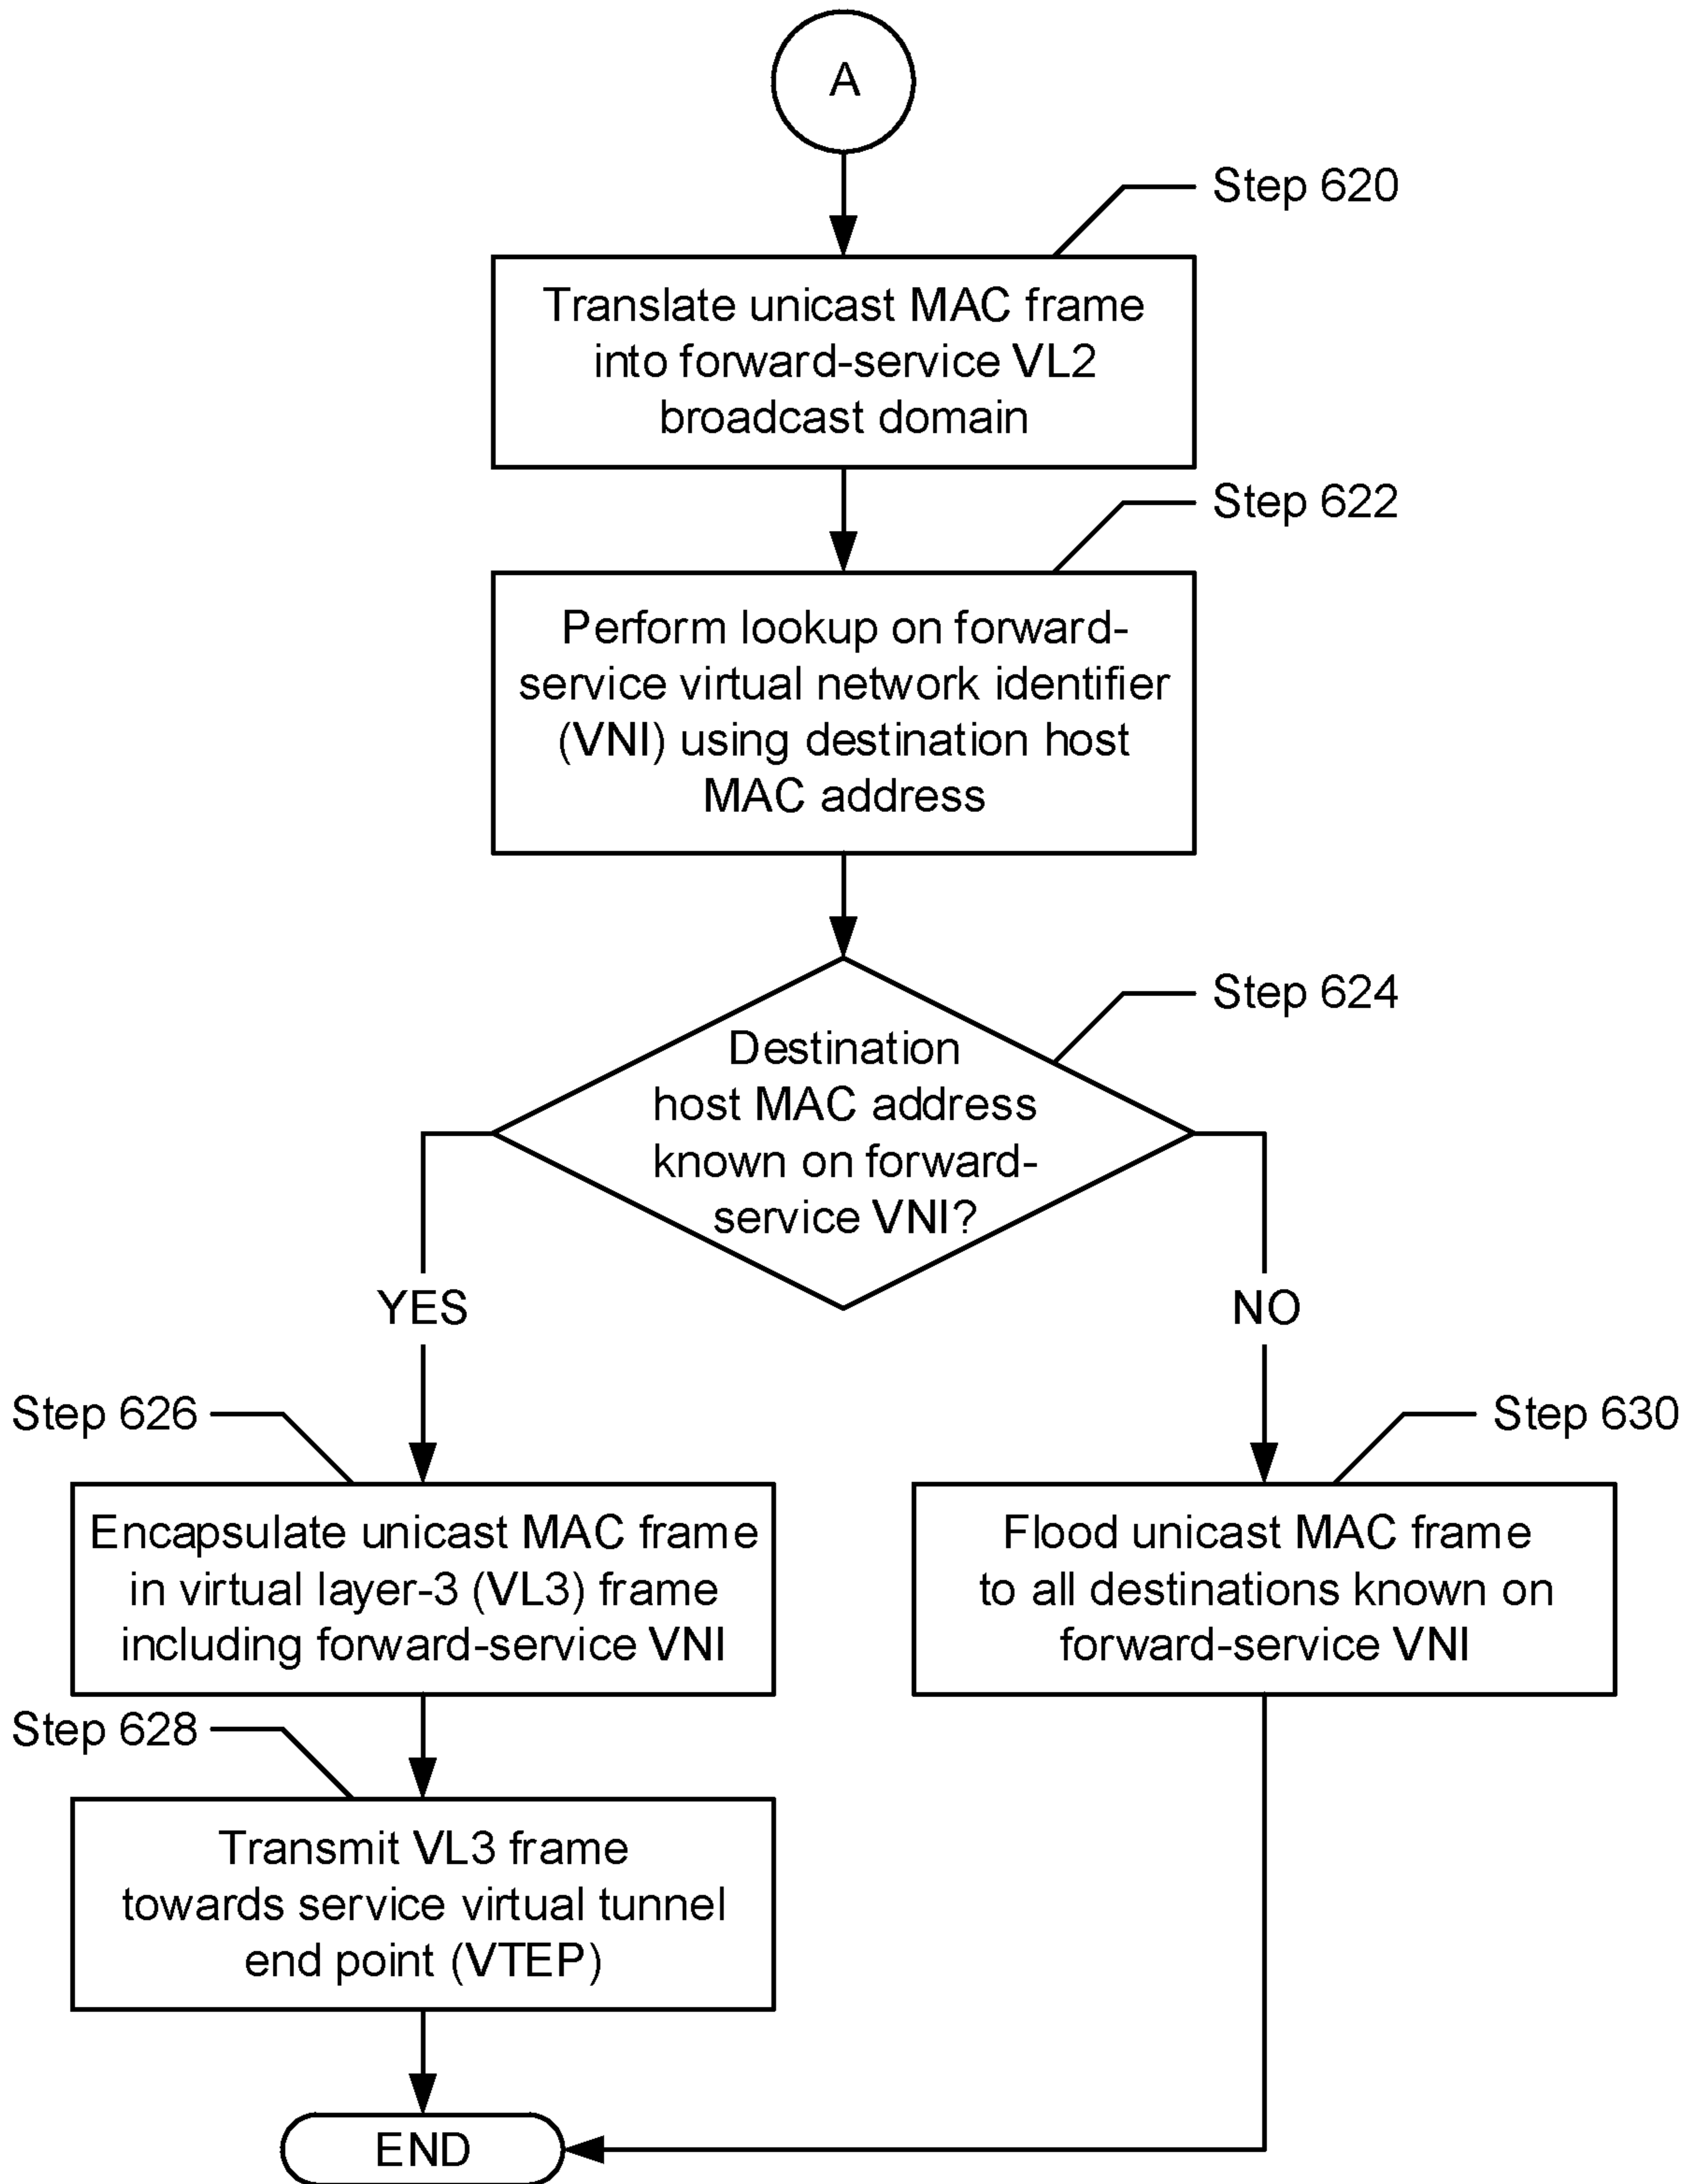 A
Step 620
Translate unicast MAC frame
into forward-service VL2
broadcast domain
Step 622
Perform lookup on forward-
service virtual network identifier
(VNI) using destination host
MAC address
Step 624
Destination
host MAC address
known on forward-
service VNI?
YES
NO
Step 626
Step 630
Encapsulate unicast MAC frame
in virtual layer-3 (VL3) frame
including forward-service VNI
Flood unicast MAC frame
to all destinations known on
forward-service VNI
Step 628
Transmit VL3 frame
towards service virtual tunnel
end point (VTEP)
END